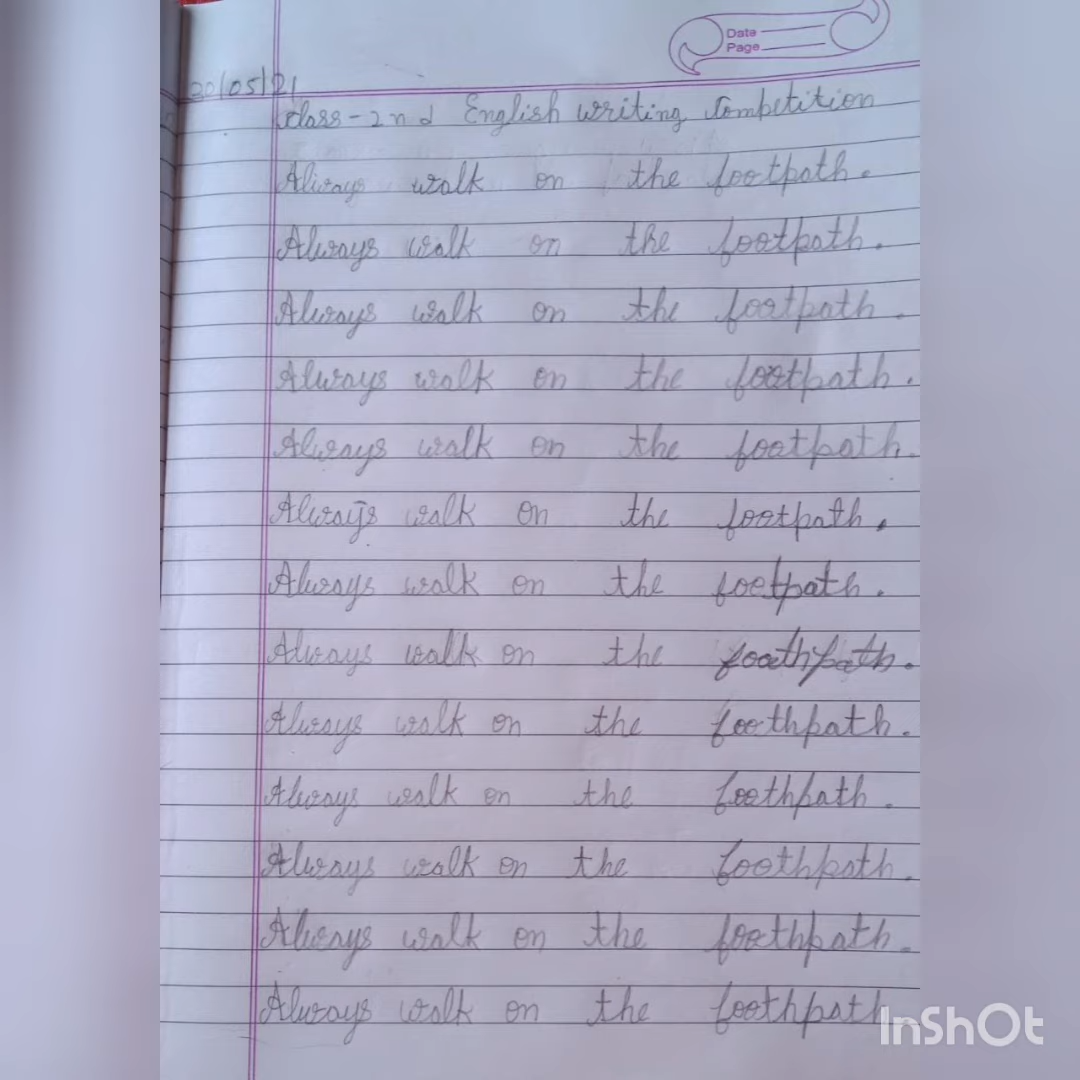 Date
Page
20/05/21
Class-2nd English writing Competition
Always walk on the footpath.
Always walk on the footpath.
Always walk on the footpath.
Always walk on the footpath.
Always walk on the footpath.
Always walk on the footpath.
Always walk on the footpath.
Always walk on the foothpath.
Always walk on the foothpath.
Always walk on the foothpath.
Always walk on the foothpath.
Always walk on the foothpath.
Always walk on the foothpath.
InShOt